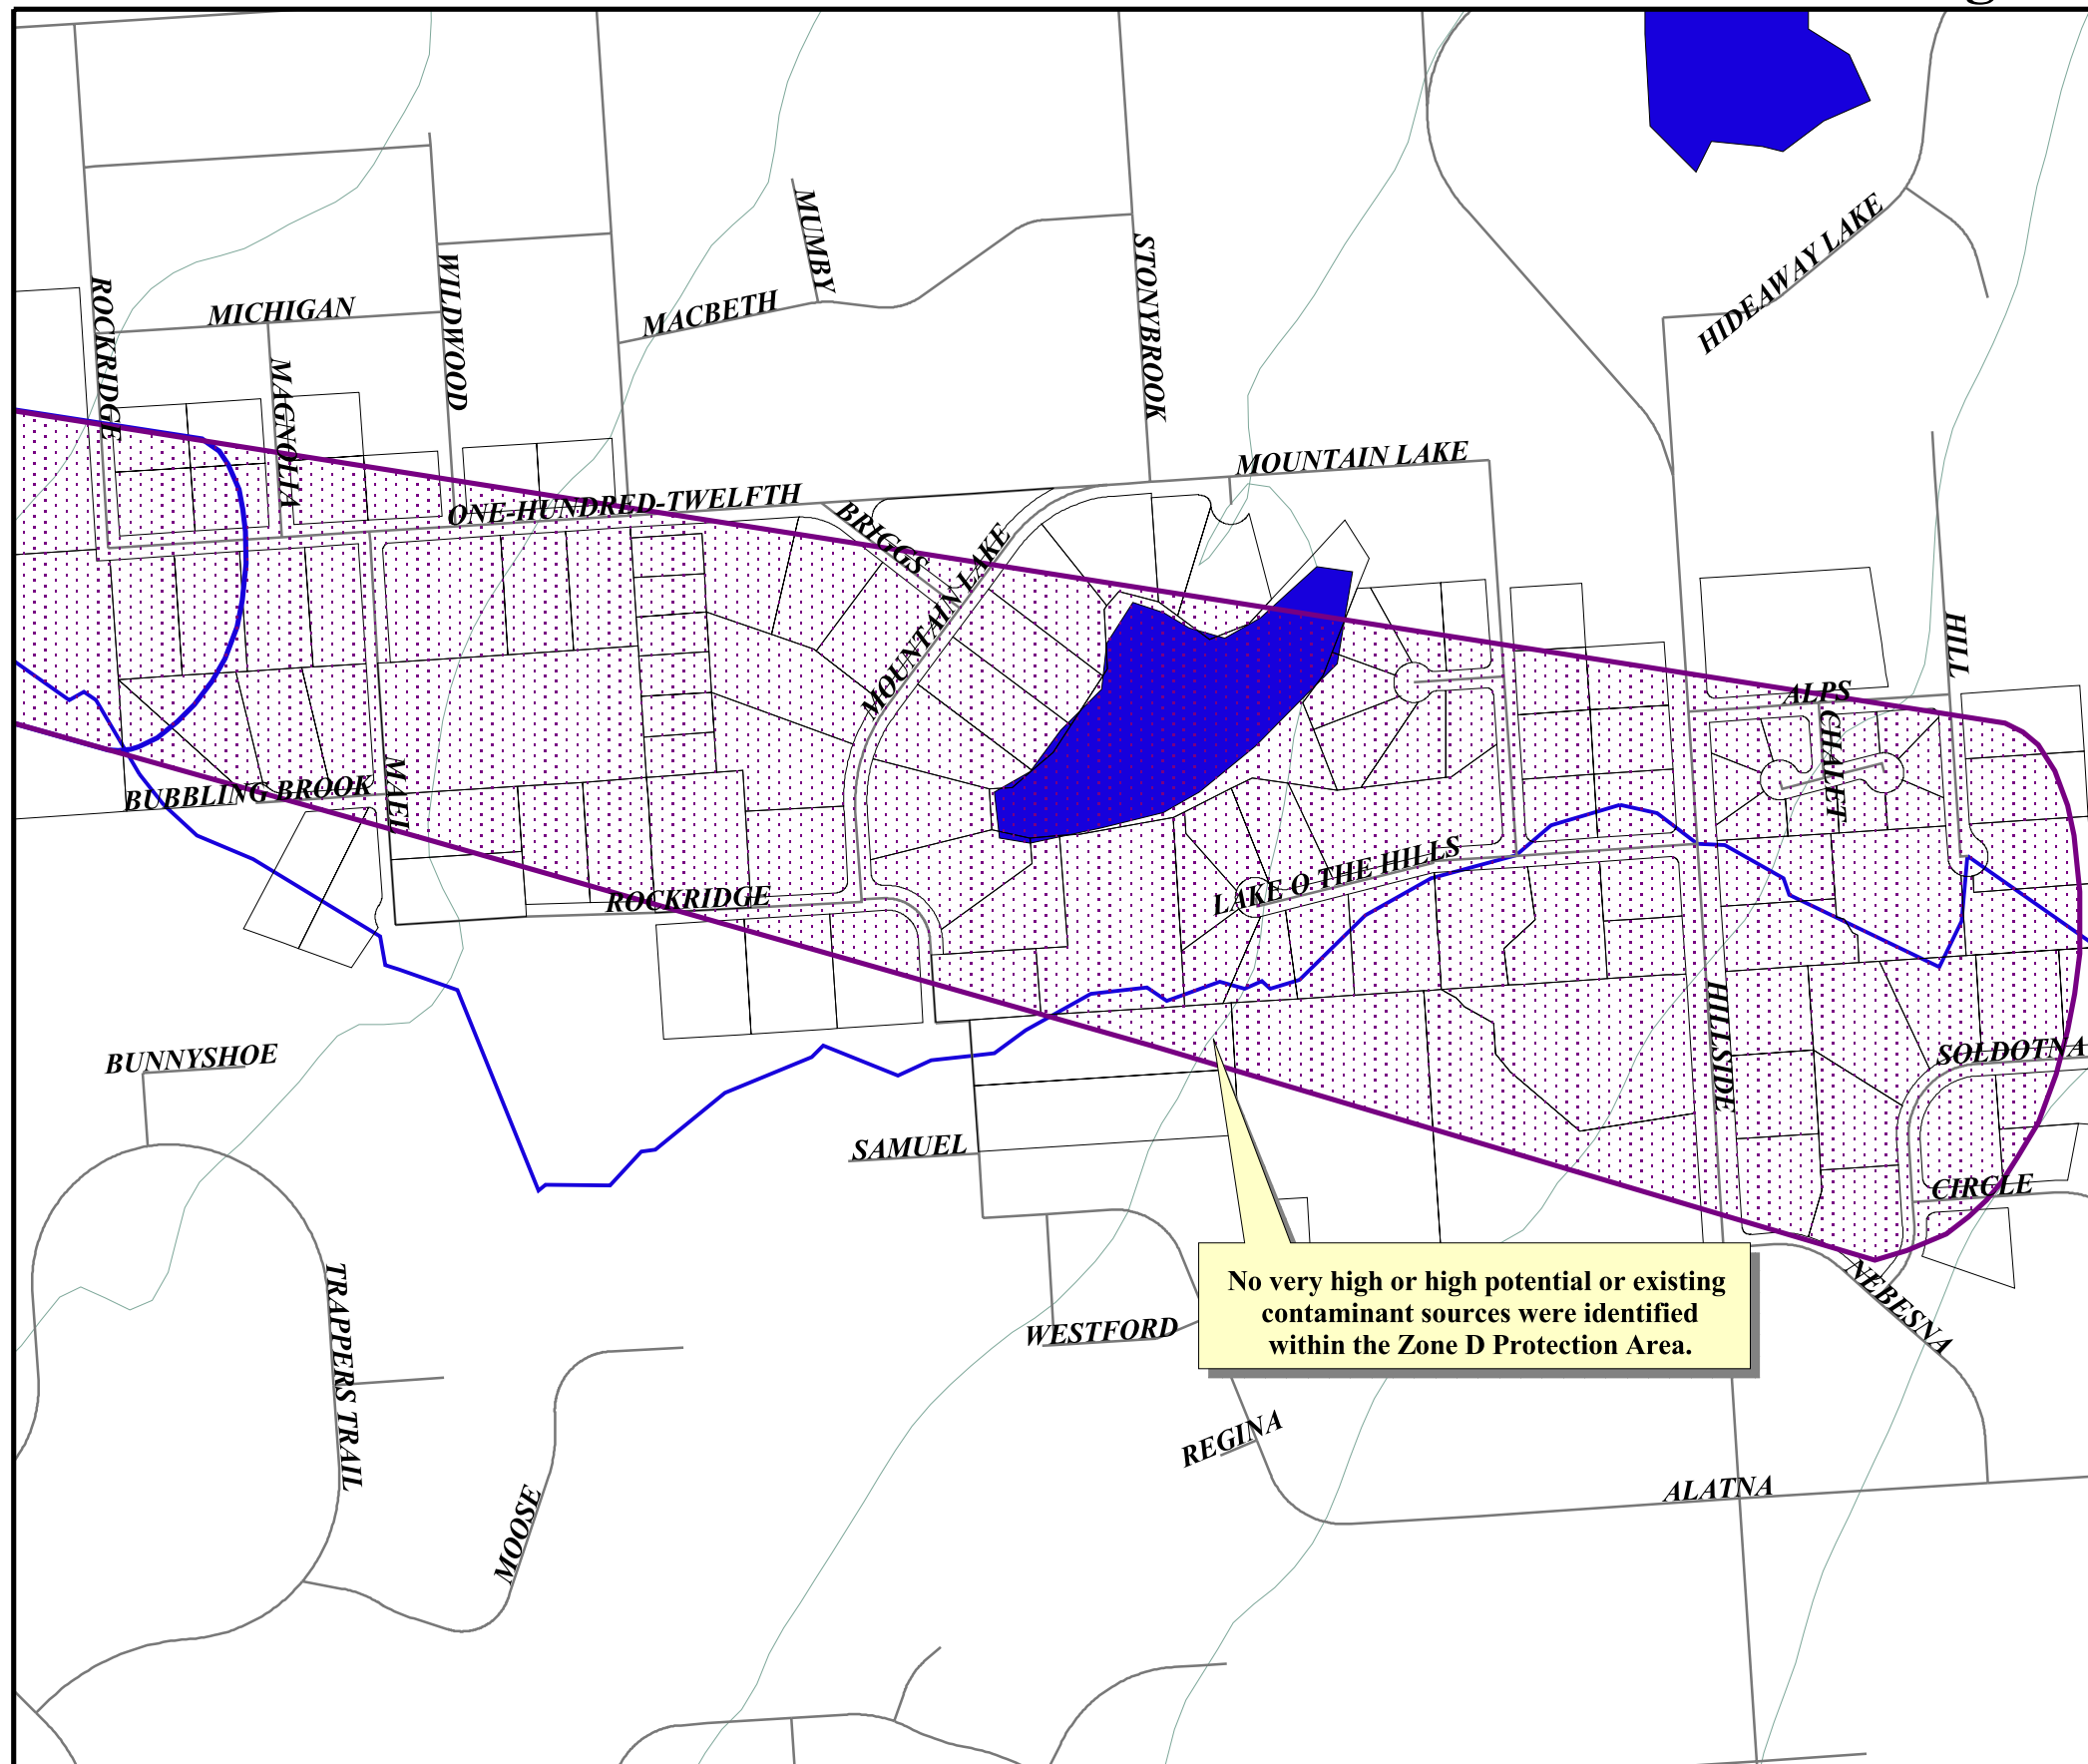 MUMBY
HIDEAWAY LAKE
STONYBROOK
WILDWOOD
ROCKRIDGE
MICHIGAN
MACBETH
MAGNOLIA
MOUNTAIN LAKE
ONE-HUNDRED-TWELFTH
BRIGGS
MOUNTAIN LAKE
HILL
ALPS
CHALET
MAEL
BUBBLING BROOK
LAKE O THE HILLS
ROCKRIDGE
HILLSIDE
BUNNYSHOE
SOLDOTNA
SAMUEL
CIRCLE
NEBESNA
No very high or high potential or existing
contaminant sources were identified
within the Zone D Protection Area.
TRAPPERS TRAIL
WESTFORD
REGINA
ALATNA
MOOSE